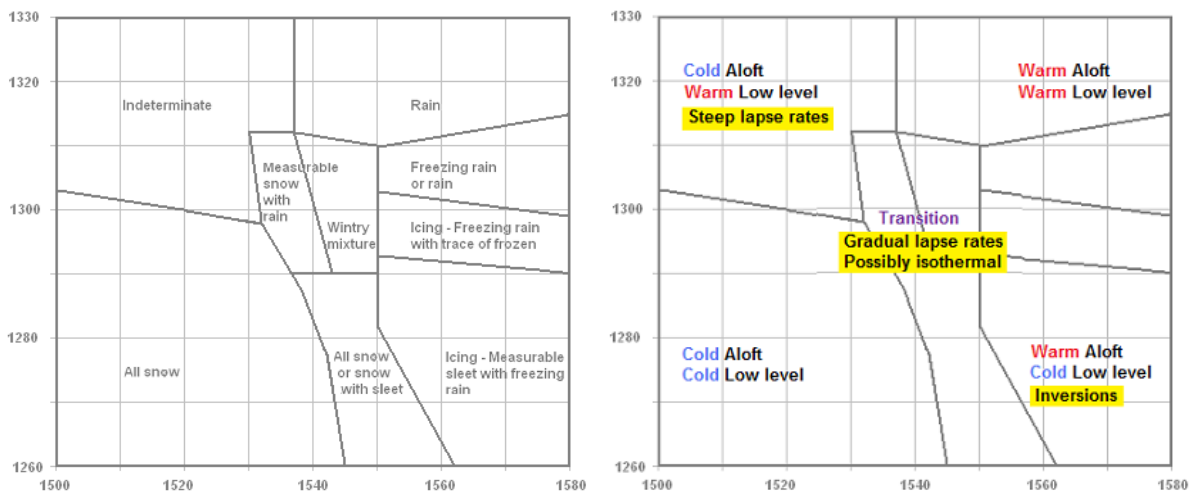 1330
1320
1300
1280
1260
1500
1520
1540
1560
1580
Indeterminate
Rain
Measurable
snow
with
rain
Wintry
mixture
Freezing rain
or rain
Icing - Freezing rain
with trace of frozen
All snow
All snow
or snow
with sleet
Icing - Measurable
sleet with freezing
rain
1330
1320
1300
1280
1260
1500
1520
1540
1560
1580
Cold Aloft
Warm Low level
Steep lapse rates
Warm Aloft
Warm Low level
Transition
Gradual lapse rates
Possibly isothermal
Cold Aloft
Cold Low level
Warm Aloft
Cold Low level
Inversions